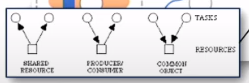 TASKS
RESOURCES
SHARED RESOURCE
PRODUCER/ CONSUMER
COMMON OBJECT